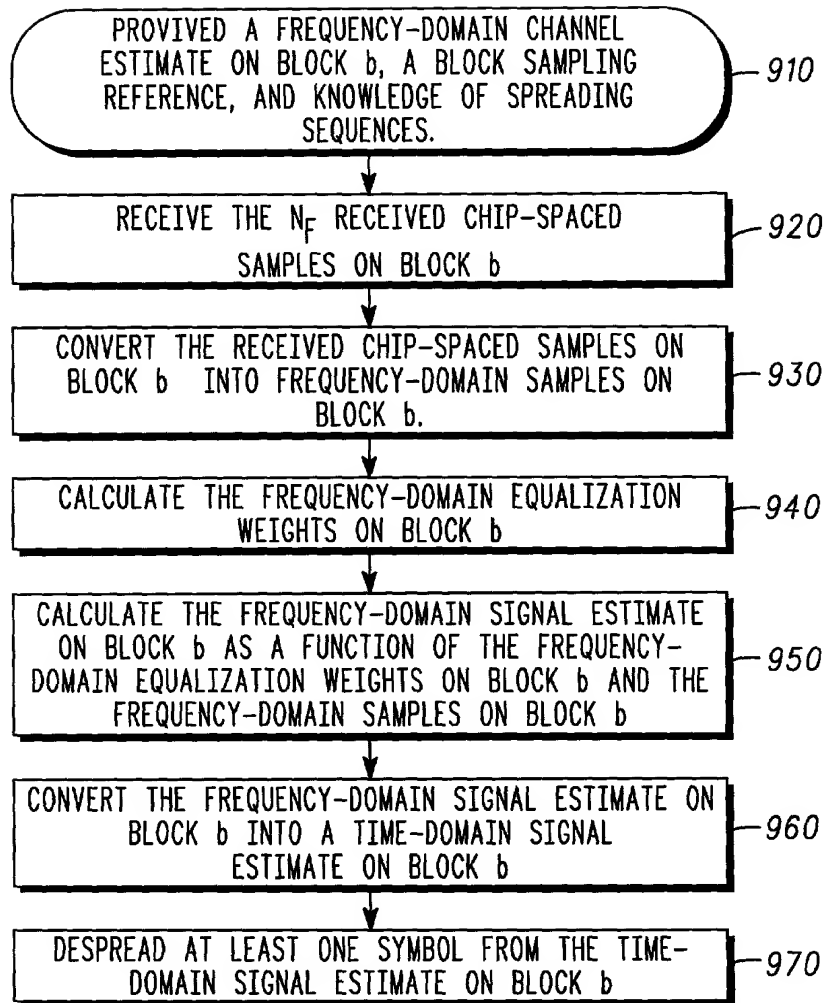 PROVIVED A FREQUENCY-DOMAIN CHANNEL
ESTIMATE ON BLOCK b, A BLOCK SAMPLING
REFERENCE, AND KNOWLEDGE OF SPREADING
SEQUENCES.
910
RECEIVE THE NF RECEIVED CHIP-SPACED
SAMPLES ON BLOCK b
920
CONVERT THE RECEIVED CHIP-SPACED SAMPLES ON
BLOCK b INTO FREQUENCY-DOMAIN SAMPLES ON
BLOCK b.
930
CALCULATE THE FREQUENCY-DOMAIN EQUALIZATION
WEIGHTS ON BLOCK b
940
CALCULATE THE FREQUENCY-DOMAIN SIGNAL ESTIMATE
ON BLOCK b AS A FUNCTION OF THE FREQUENCY-
DOMAIN EQUALIZATION WEIGHTS ON BLOCK b AND THE
FREQUENCY-DOMAIN SAMPLES ON BLOCK b
950
CONVERT THE FREQUENCY-DOMAIN SIGNAL ESTIMATE ON
BLOCK b INTO A TIME-DOMAIN SIGNAL
ESTIMATE ON BLOCK b
960
DESPREAD AT LEAST ONE SYMBOL FROM THE TIME-
DOMAIN SIGNAL ESTIMATE ON BLOCK b
970